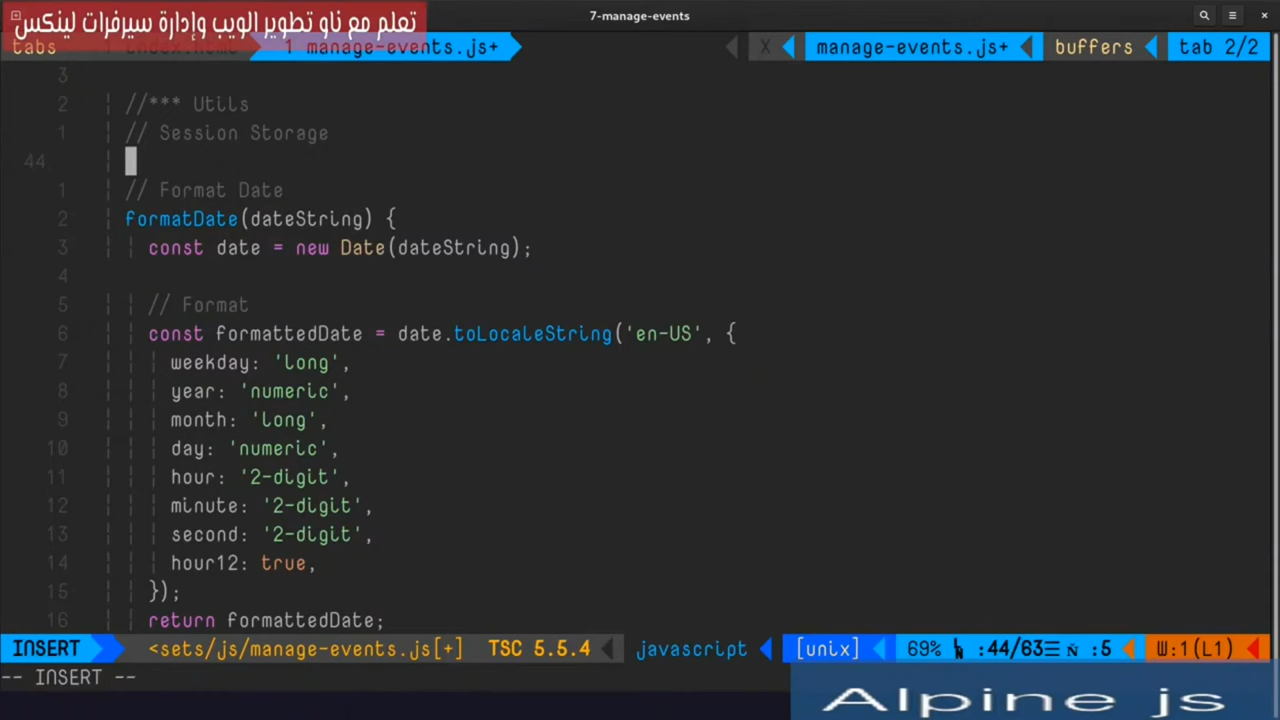 7-manage-events
تعلم مع ناو تطوير الويب وإدارة سيرفرات لينكس
tabs 1 index.html 1 manage-events.js+ X manage-events.js+ buffers tab 2/2
3
2 //*** Utils
1 // Session Storage
44
1 // Format Date
2 formatDate(dateString) {
3 const date = new Date(dateString);
4
5 // Format
6 const formattedDate = date.toLocaleString('en-US', {
7 weekday: 'long',
8 year: 'numeric',
9 month: 'long',
10 day: 'numeric',
11 hour: '2-digit',
12 minute: '2-digit',
13 second: '2-digit',
14 hour12: true,
15 });
16 return formattedDate;
INSERT <sets/js/manage-events.js[+] TSC 5.5.4 javascript [unix] 69% :44/63☰ :5 W:1(L1)
-- INSERT --
Alpine js